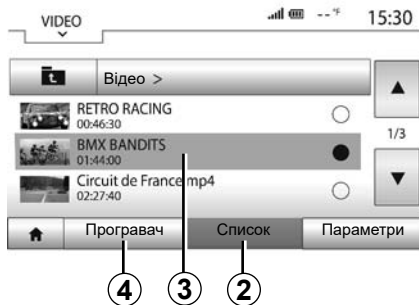 VIDEO --°F 15:30
Відео >
RETRO RACING
00:46:30
BMX BANDITS
01:44:00
1/3
Circuit de France mp4
02:27:40
Програвач Список Параметри
4 3 2